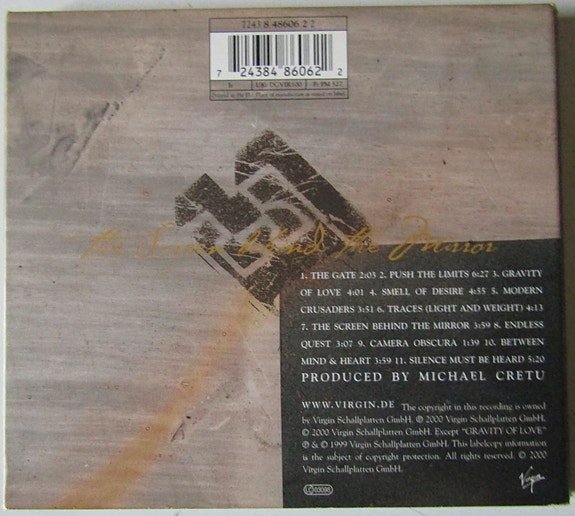 7243 8 48606 2 2
7 24384 86062 2
UK: DGVIR100
F: PM 527
the Screen behind the Mirror
1. THE GATE 2:03 2. PUSH THE LIMITS 6:27 3. GRAVITY
OF LOVE 4:01 4. SMELL OF DESIRE 4:55 5. MODERN
CRUSADERS 3:51 6. TRACES (LIGHT AND WEIGHT) 4:13
7. THE SCREEN BEHIND THE MIRROR 3:59 8. ENDLESS
QUEST 3:07 9. CAMERA OBSCURA 1:39 10. BETWEEN
MIND & HEART 3:59 11. SILENCE MUST BE HEARD 5:20
PRODUCED BY MICHAEL CRETU
WWW.VIRGIN.DE The copyright in this recording is owned
by Virgin Schallplatten GmbH. ℗ 2000 Virgin Schallplatten GmbH.
© 2000 Virgin Schallplatten GmbH. Except "GRAVITY OF LOVE"
℗ & © 1999 Virgin Schallplatten GmbH. This labelcopy information
is the subject of copyright protection. All rights reserved. © 2000
Virgin Schallplatten GmbH.
LC 03098
Virgin